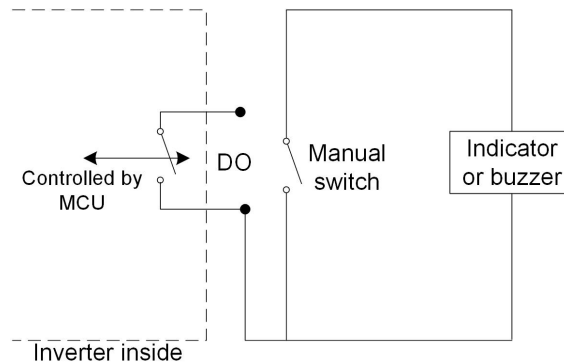 Controlled by
MCU
DO
Manual
switch
Indicator
or buzzer
Inverter inside